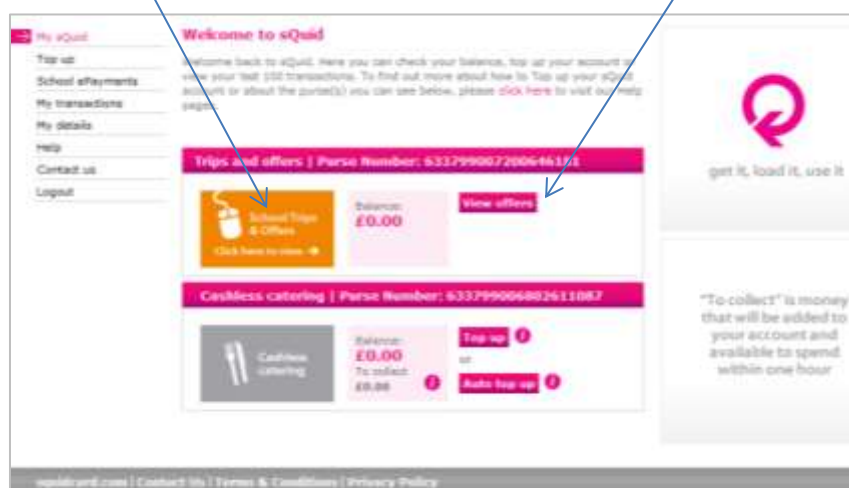 My sQuid
Top up
School ePayments
My transactions
My details
Help
Contact us
Logout
Welcome to sQuid
Welcome back to sQuid. Here you can check your balance, top up your account or
view your last 100 transactions. To find out more about how to Top up your sQuid
account or about the purse(s) you can see below, please click here to visit our Help
pages.
Trips and offers | Purse Number:
School Trips
& Offers
Click here to view
Balance:
£0.00
View offers
Cashless catering | Purse Number: 633799006802611087
Cashless
catering
Balance:
£0.00
To collect
£0.00
Top up
or
Auto top up
get it, load it, use it
"To collect" is money
that will be added to
your account and
available to spend
within one hour
squidcard.com | Contact Us | Terms & Conditions | Privacy Policy